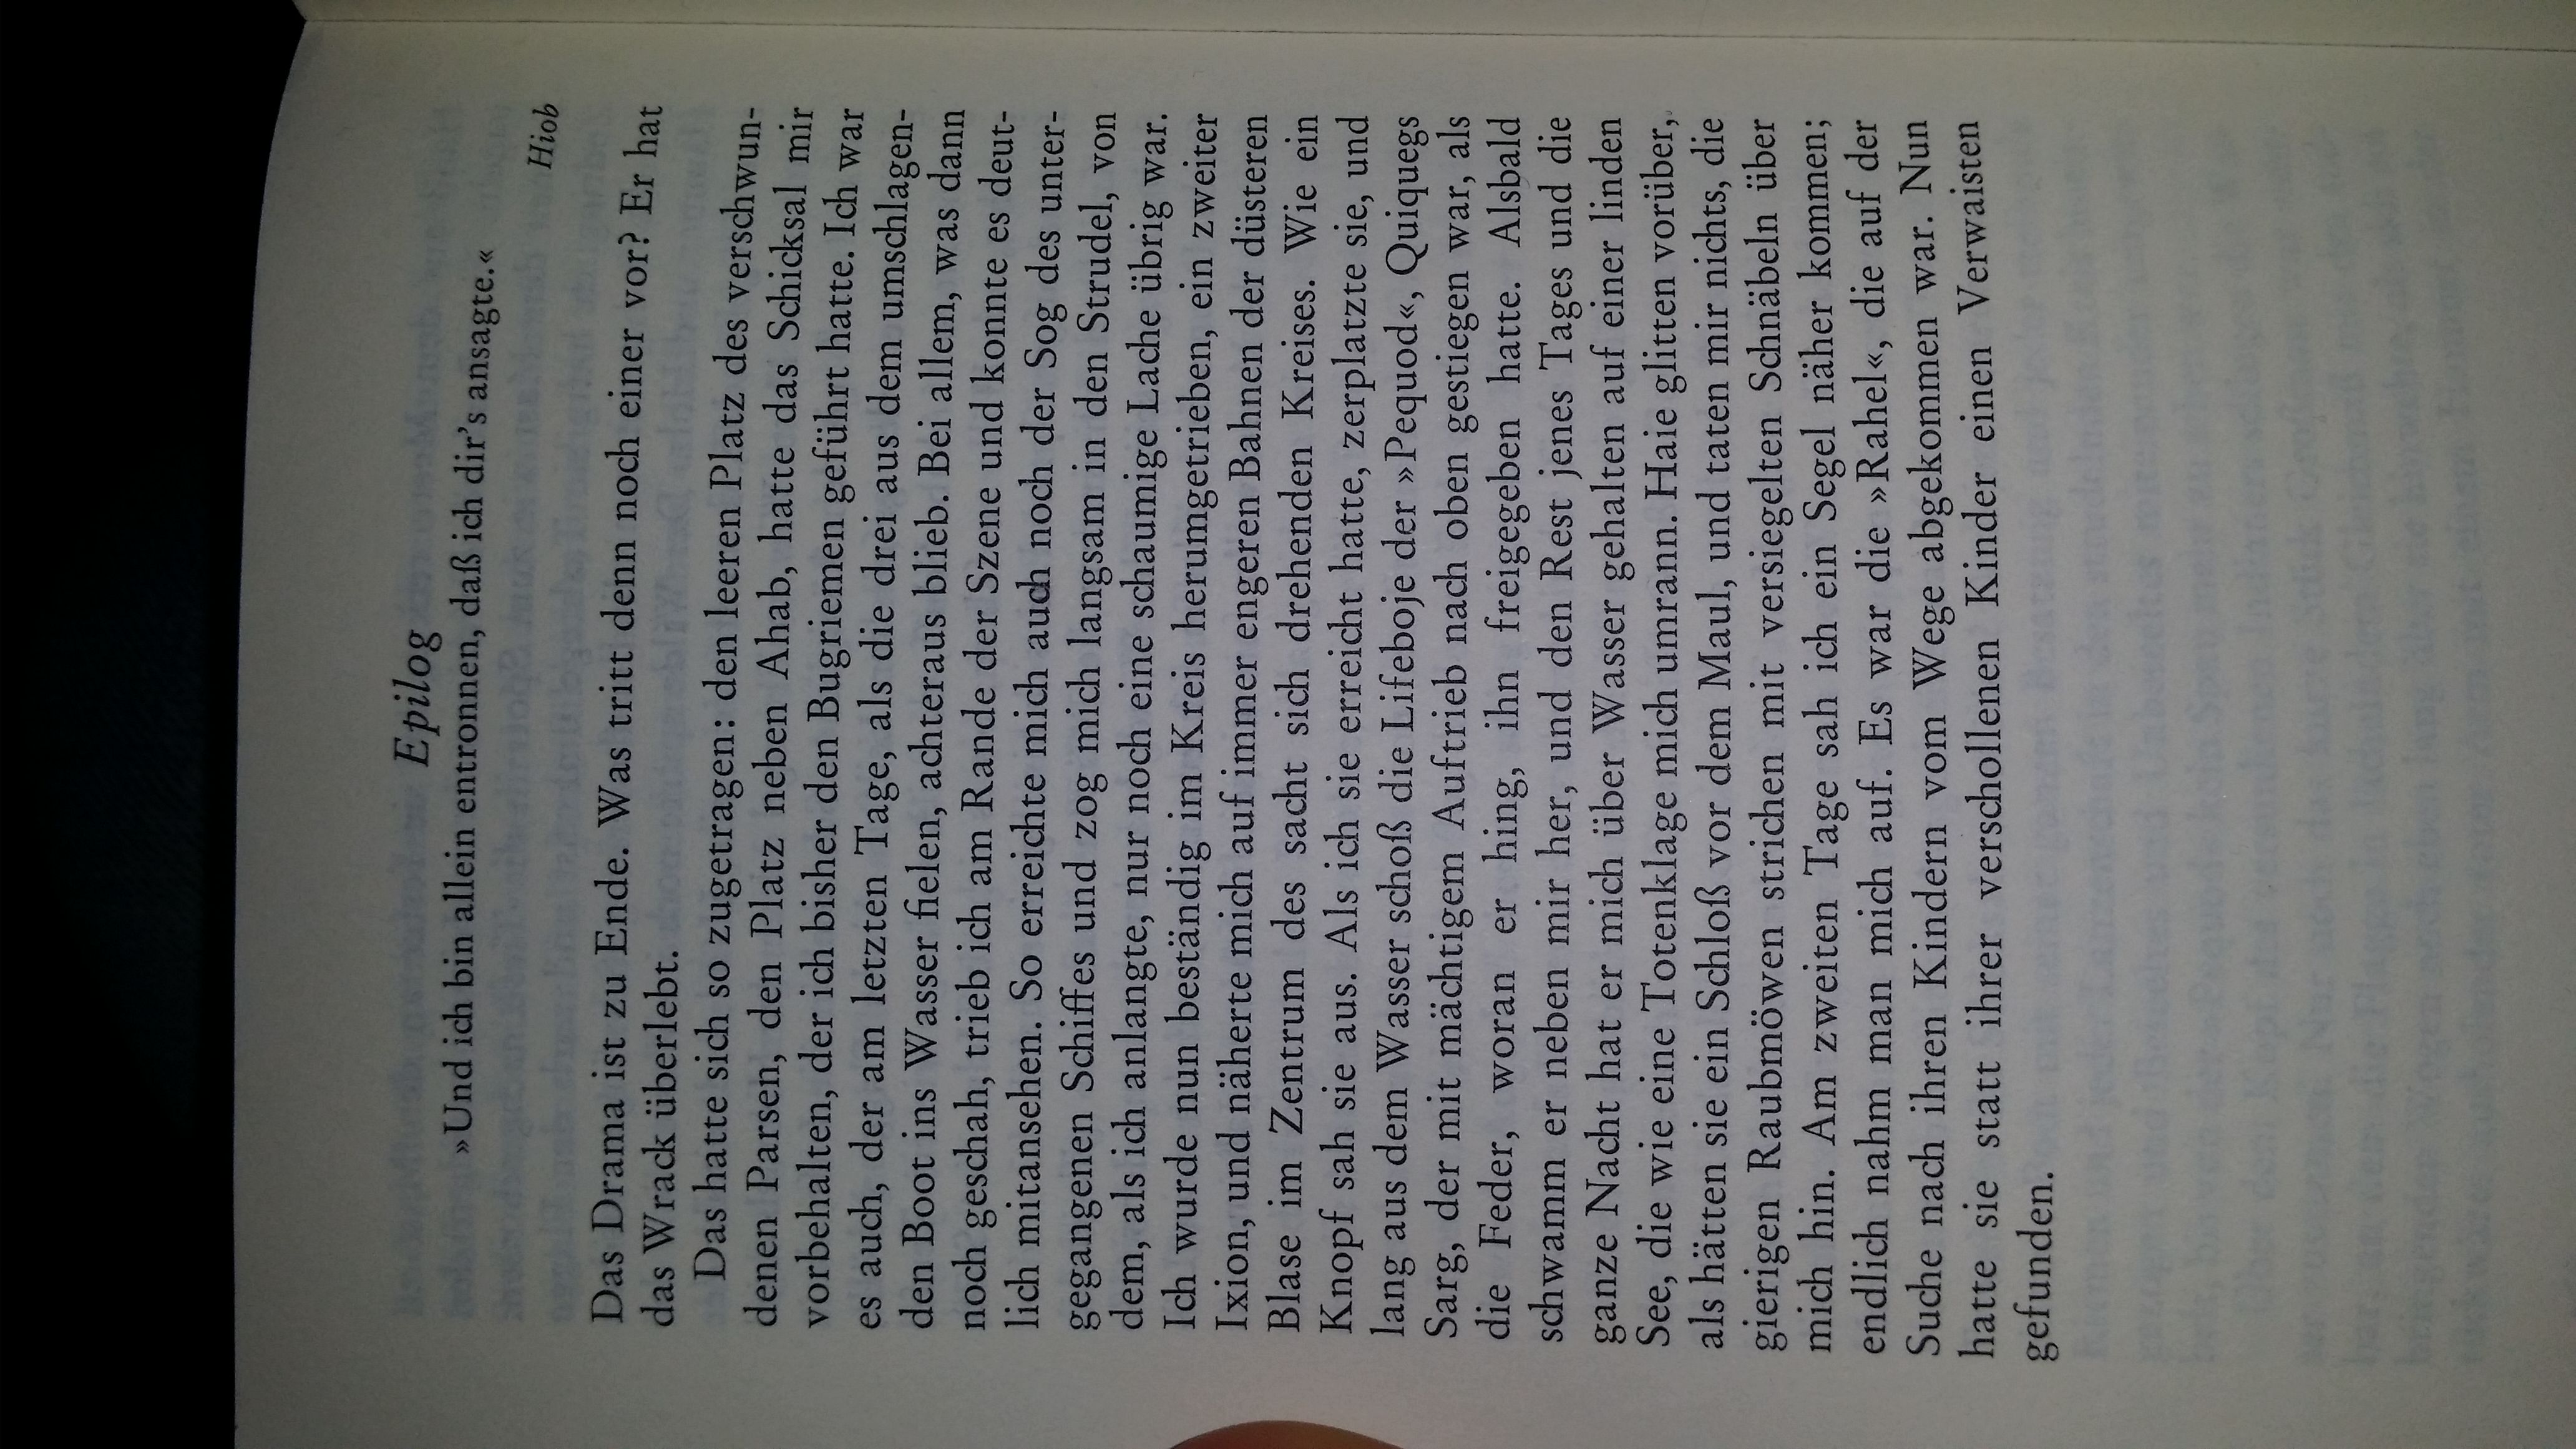 Epilog
»Und ich bin allein entronnen, daß ich dir's ansagte.«
Hiob
Das Drama ist zu Ende. Was tritt denn noch einer vor? Er hat
das Wrack überlebt.
Das hatte sich so zugetragen: den leeren Platz des verschwun-
denen Parsen, den Platz neben Ahab, hatte das Schicksal mir
vorbehalten, der ich bisher den Bugriemen geführt hatte. Ich war
es auch, der am letzten Tage, als die drei aus dem umschlagen-
den Boot ins Wasser fielen, achteraus blieb. Bei allem, was dann
noch geschah, trieb ich am Rande der Szene und konnte es deut-
lich mitansehen. So erreichte mich auch noch der Sog des unter-
gegangenen Schiffes und zog mich langsam in den Strudel, von
dem, als ich anlangte, nur noch eine schaumige Lache übrig war.
Ich wurde nun beständig im Kreis herumgetrieben, ein zweiter
Ixion, und näherte mich auf immer engeren Bahnen der düsteren
Blase im Zentrum des sacht sich drehenden Kreises. Wie ein
Knopf sah sie aus. Als ich sie erreicht hatte, zerplatzte sie, und
lang aus dem Wasser schoß die Lifeboje der »Pequod«, Quiquegs
Sarg, der mit mächtigem Auftrieb nach oben gestiegen war, als
die Feder, woran er hing, ihn freigegeben hatte. Alsbald
schwamm er neben mir her, und den Rest jenes Tages und die
ganze Nacht hat er mich über Wasser gehalten auf einer linden
See, die wie eine Totenklage mich umrann. Haie glitten vorüber,
als hätten sie ein Schloß vor dem Maul, und taten mir nichts, die
gierigen Raubmöwen strichen mit versiegelten Schnäbeln über
mich hin. Am zweiten Tage sah ich ein Segel näher kommen;
endlich nahm man mich auf. Es war die »Rahel«, die auf der
Suche nach ihren Kindern vom Wege abgekommen war. Nun
hatte sie statt ihrer verschollenen Kinder einen Verwaisten
gefunden.